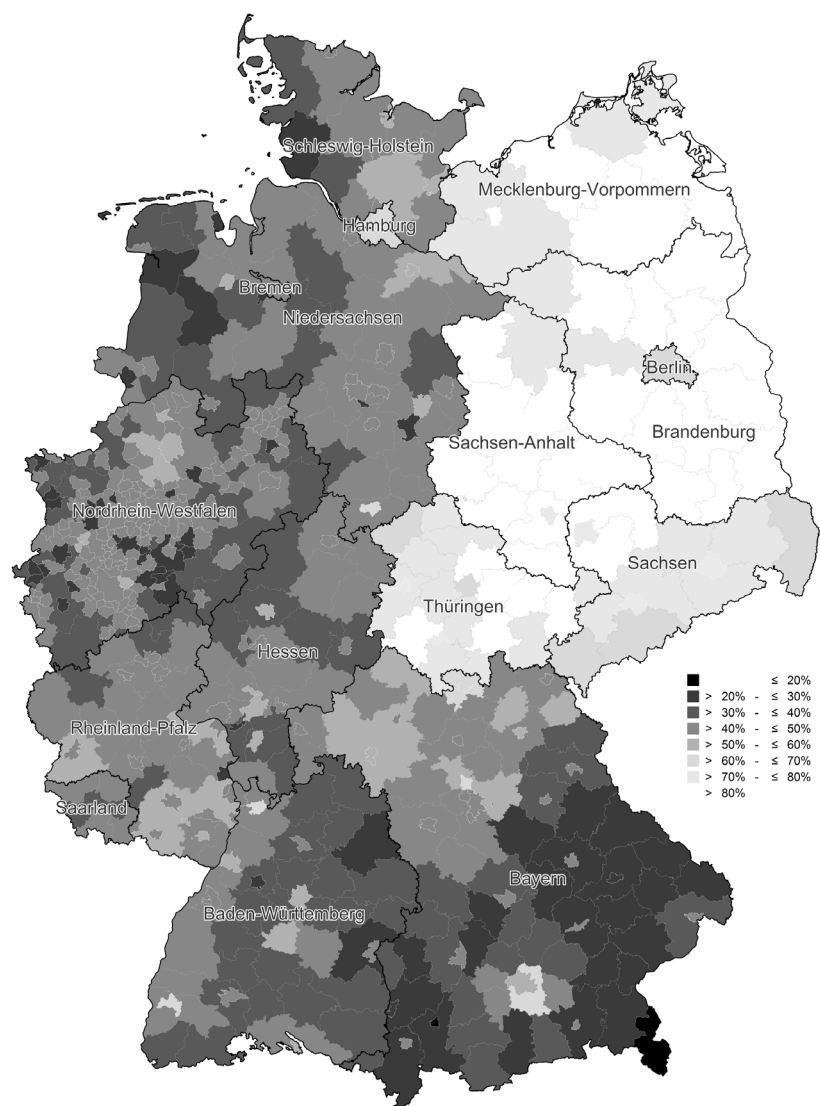 Schleswig-Holstein
Mecklenburg-Vorpommern
Hamburg
Bremen
Niedersachsen
Berlin
Sachsen-Anhalt
Brandenburg
Nordrhein-Westfalen
Sachsen
Thüringen
Hessen
Rheinland-Pfalz
Saarland
Bayern
Baden-Württemberg
≤ 20%
> 20% - ≤ 30%
> 30% - ≤ 40%
> 40% - ≤ 50%
> 50% - ≤ 60%
> 60% - ≤ 70%
> 70% - ≤ 80%
> 80%